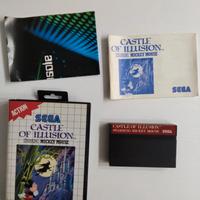 sole
CASTLE
OF ILLUSION
STARRING MICKEY MOUSE
SEGA
ACTION
SEGA
CASTLE
OF ILLUSION
STARRING MICKEY MOUSE
CASTLE OF ILLUSION
STARRING MICKEY MOUSE
SEGA